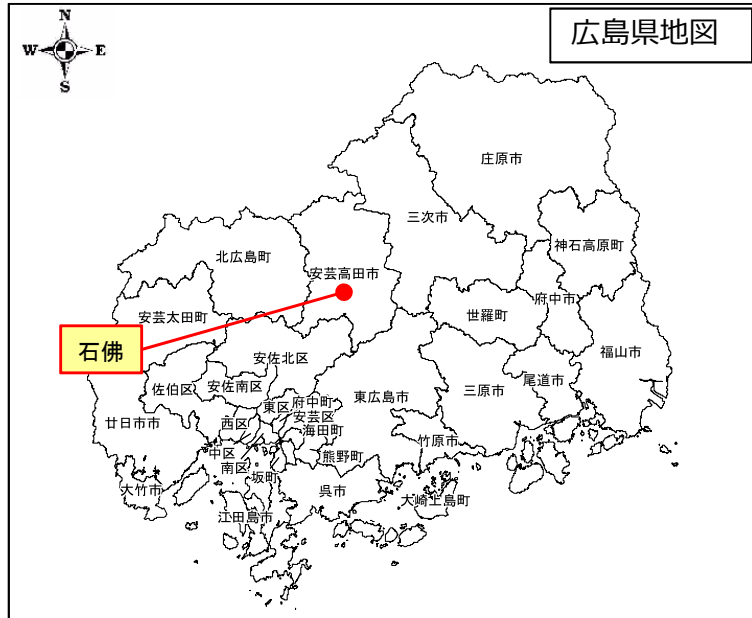 広島県地図
N
W
E
S
庄原市
三次市
神石高原町
北広島町
安芸高田市
府中市
安芸太田町
世羅町
石佛
安佐北区
福山市
佐伯区
安佐南区
東広島市
三原市
尾道市
東区
府中町
安芸区
廿日市市
西区
海田町
竹原市
中区
熊野町
南区
坂町
大竹市
呉市
大崎上島町
江田島市